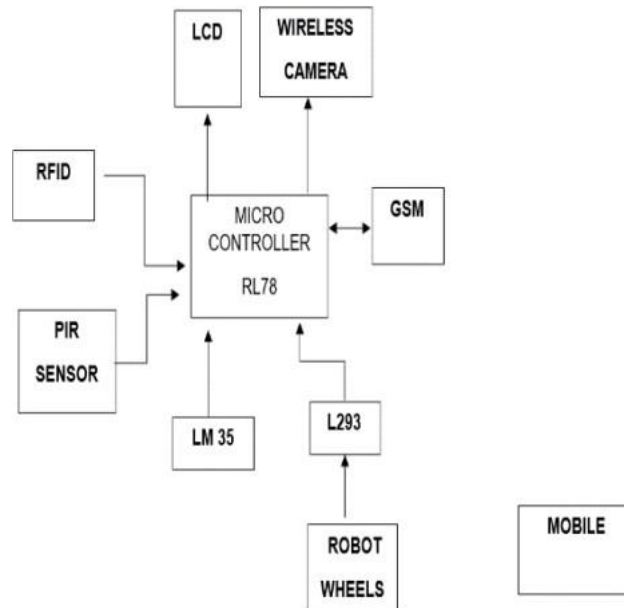 LCD
WIRELESS
CAMERA
RFID
MICRO
CONTROLLER
RL78
GSM
PIR
SENSOR
LM 35
L293
ROBOT
WHEELS
MOBILE